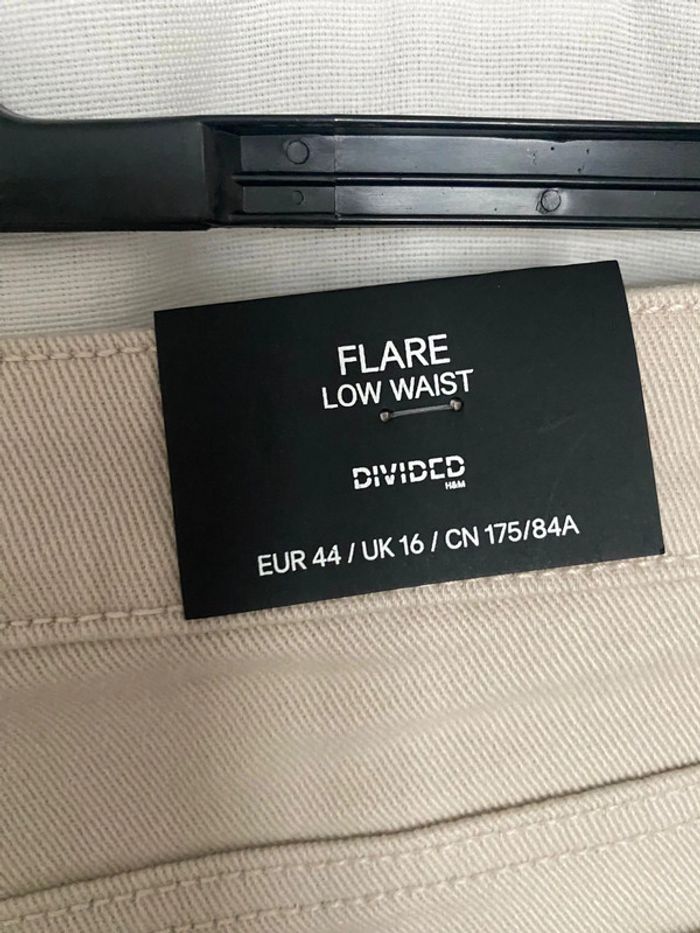 FLARE
LOW WAIST
DIVIDED
H&M
EUR 44 / UK 16 / CN 175/84A